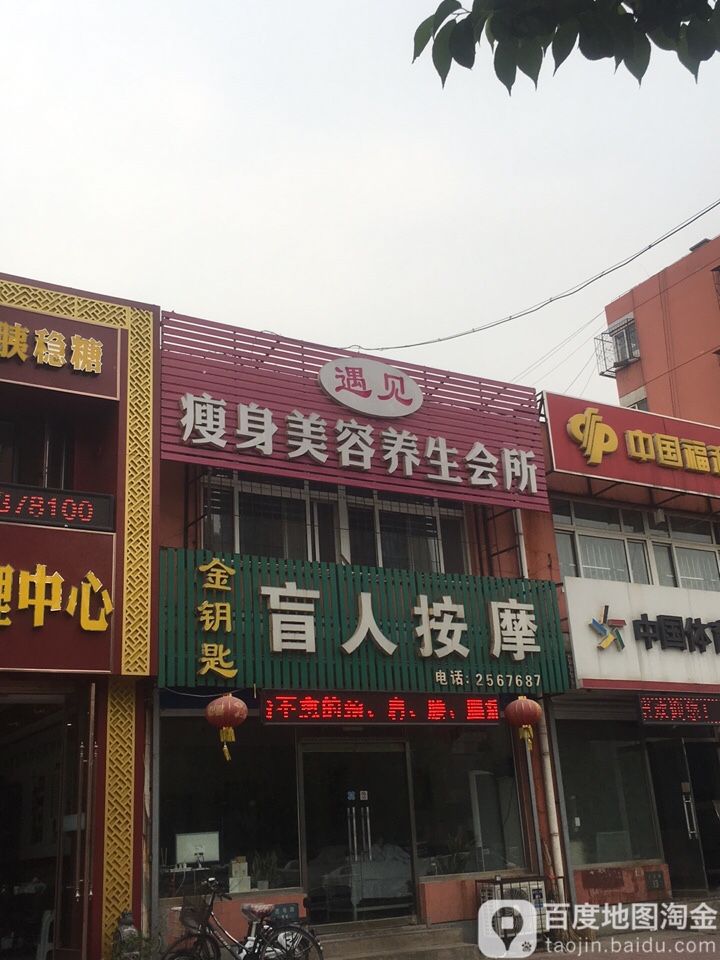 胰稳糖
378100
理中心
遇见
瘦身美容养生会所
金钥匙
盲人按摩
电话:2567687
中国福
中国体
百度地图淘金
taojin.baidu.com